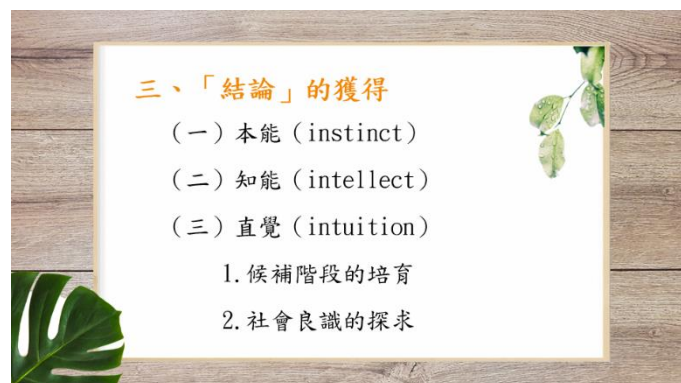 三、「結論」的獲得
(一)本能(instinct)
(二)知能(intellect)
(三)直覺(intuition)
1.候補階段的培育
2.社會良識的探求